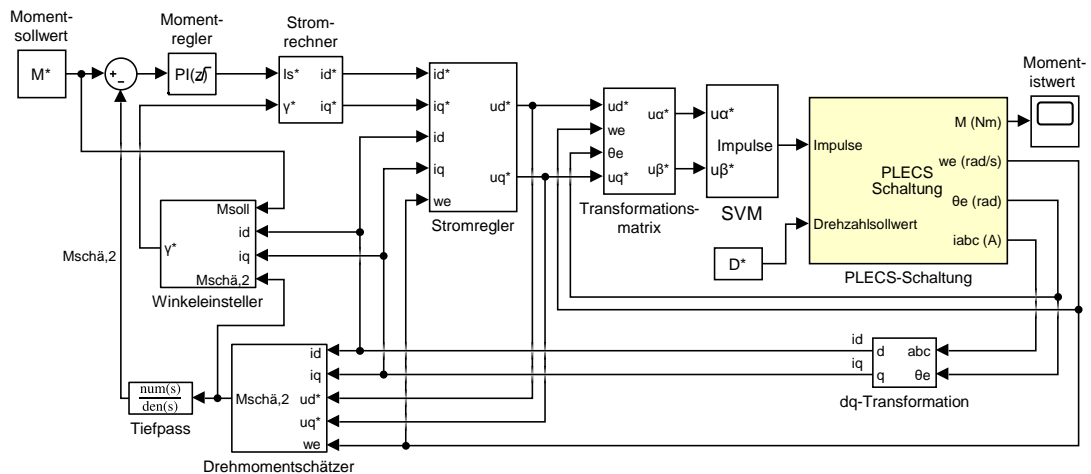 Moment-
sollwert
M*
+
−
Moment-
regler
PI(z)
Strom-
rechner
Is*
γ*
id*
iq*
id*
iq*
id
iq
we
ud*
uq*
Stromregler
ud*
we
θe
uq*
uα*
uβ*
Transformations-
matrix
uα*
Impulse
uβ*
SVM
D*
Impulse
Drehzahlsollwert
PLECS
Schaltung
M (Nm)
we (rad/s)
θe (rad)
iabc (A)
PLECS-Schaltung
Moment-
istwert
Msoll
id
iq
Mschä,2
γ*
Winkeleinsteller
Mschä,2
num(s)
den(s)
Tiefpass
id
iq
Mschä,2
ud*
uq*
we
Drehmomentschätzer
id
iq
d
q
abc
θe
dq-Transformation